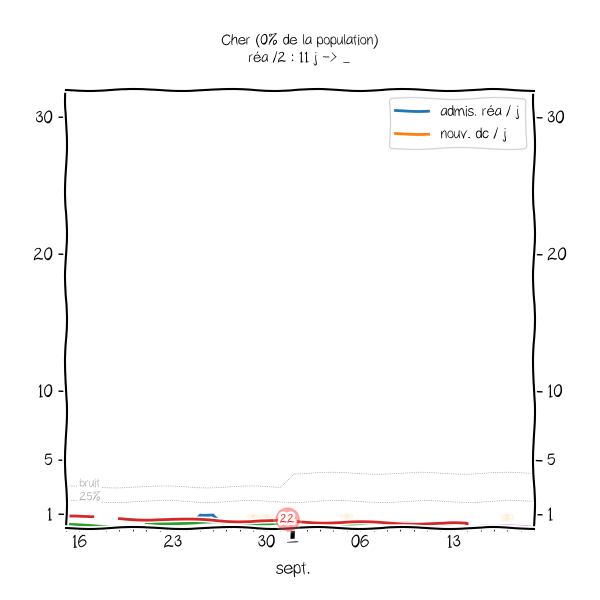 Cher (0% de la population)
réa /2 : 11 j -> _
admis. réa / j
nouv. dc / j
30 30
20 20
10 10
5 5
bruit
25%
1 22 1
16 23 30 06 13
sept.